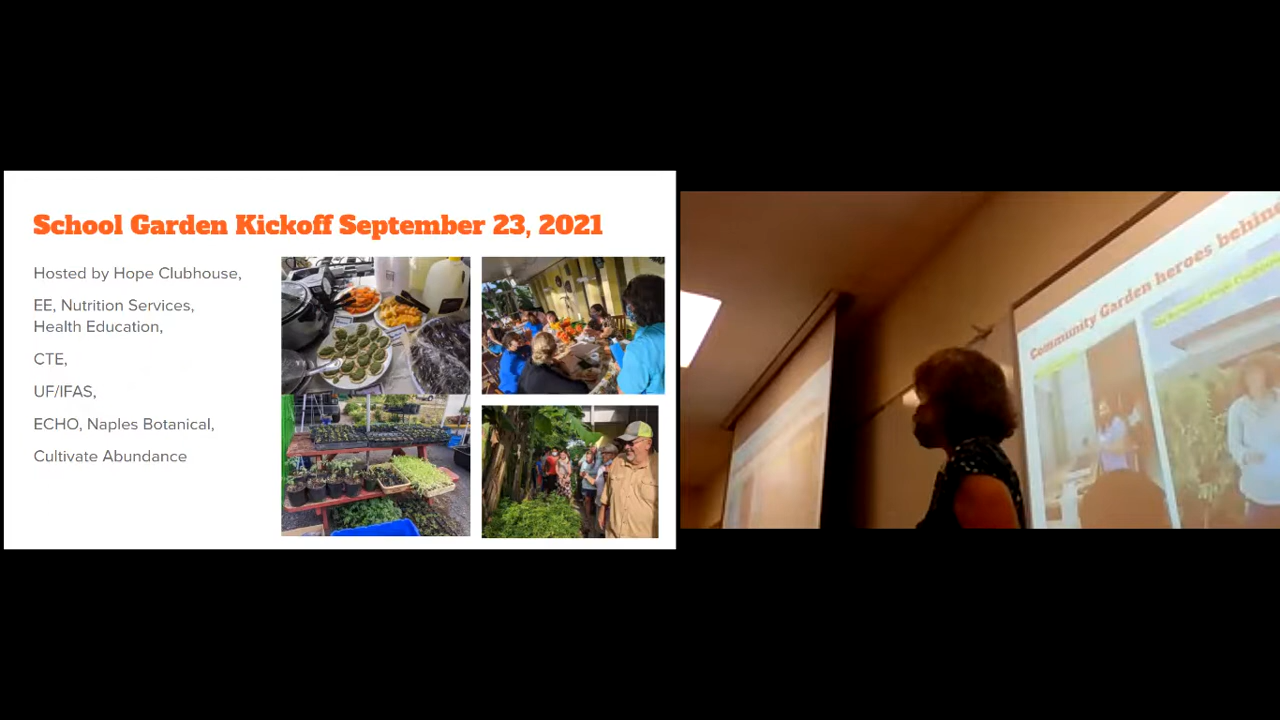 School Garden Kickoff September 23, 2021
Hosted by Hope Clubhouse,
EE, Nutrition Services,
Health Education,
CTE,
UF/IFAS,
ECHO, Naples Botanical,
Cultivate Abundance
Community Garden heroes behind